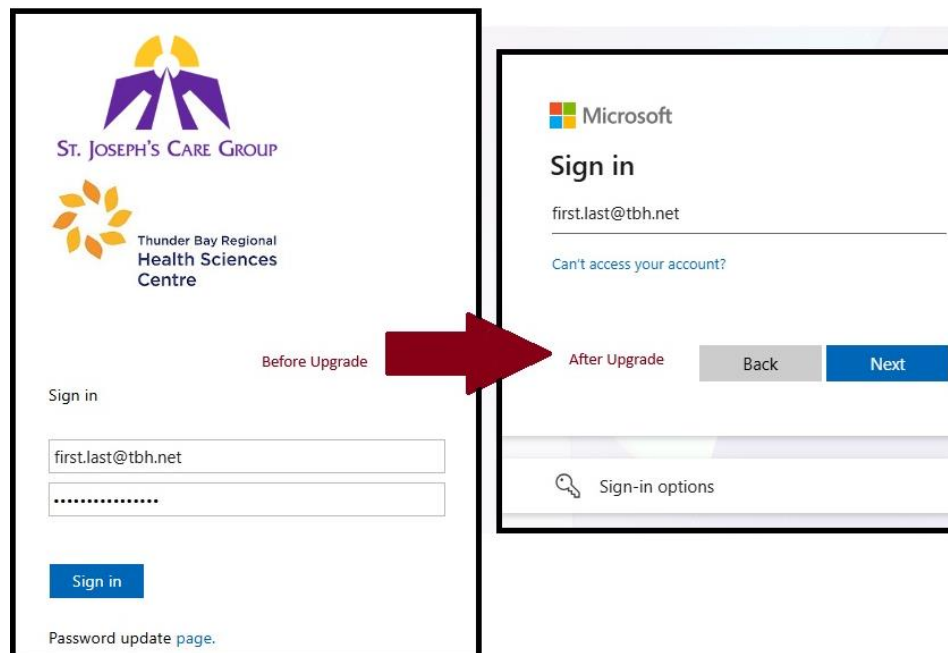 ST. JOSEPH'S CARE GROUP
Thunder Bay Regional
Health Sciences
Centre
Before Upgrade
Sign in
first.last@tbh.net
••••••••••••••••
Sign in
Password update page.
Microsoft
Sign in
first.last@tbh.net
Can't access your account?
After Upgrade
Back
Next
Sign-in options